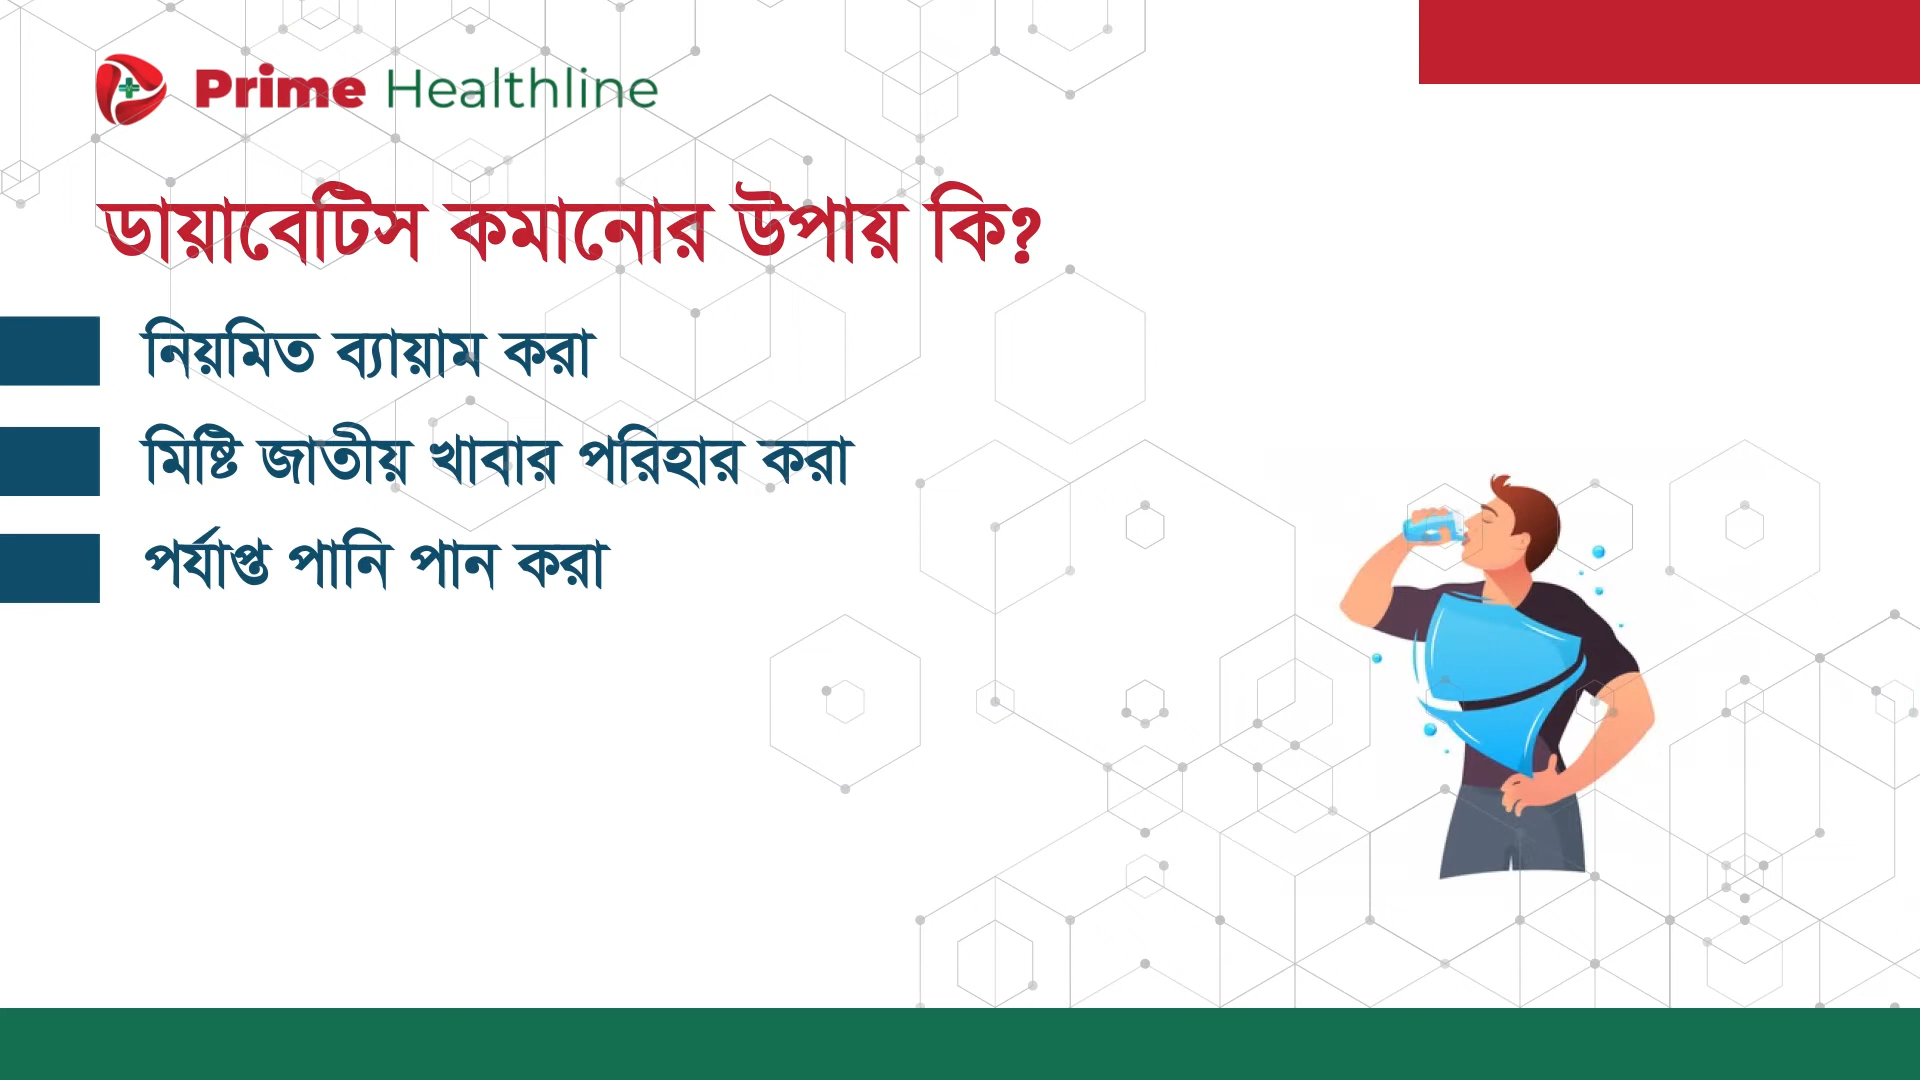 Prime Healthline
ডায়াবেটিস কমানোর উপায় কি?
নিয়মিত ব্যায়াম করা
মিষ্টি জাতীয় খাবার পরিহার করা
পর্যাপ্ত পানি পান করা